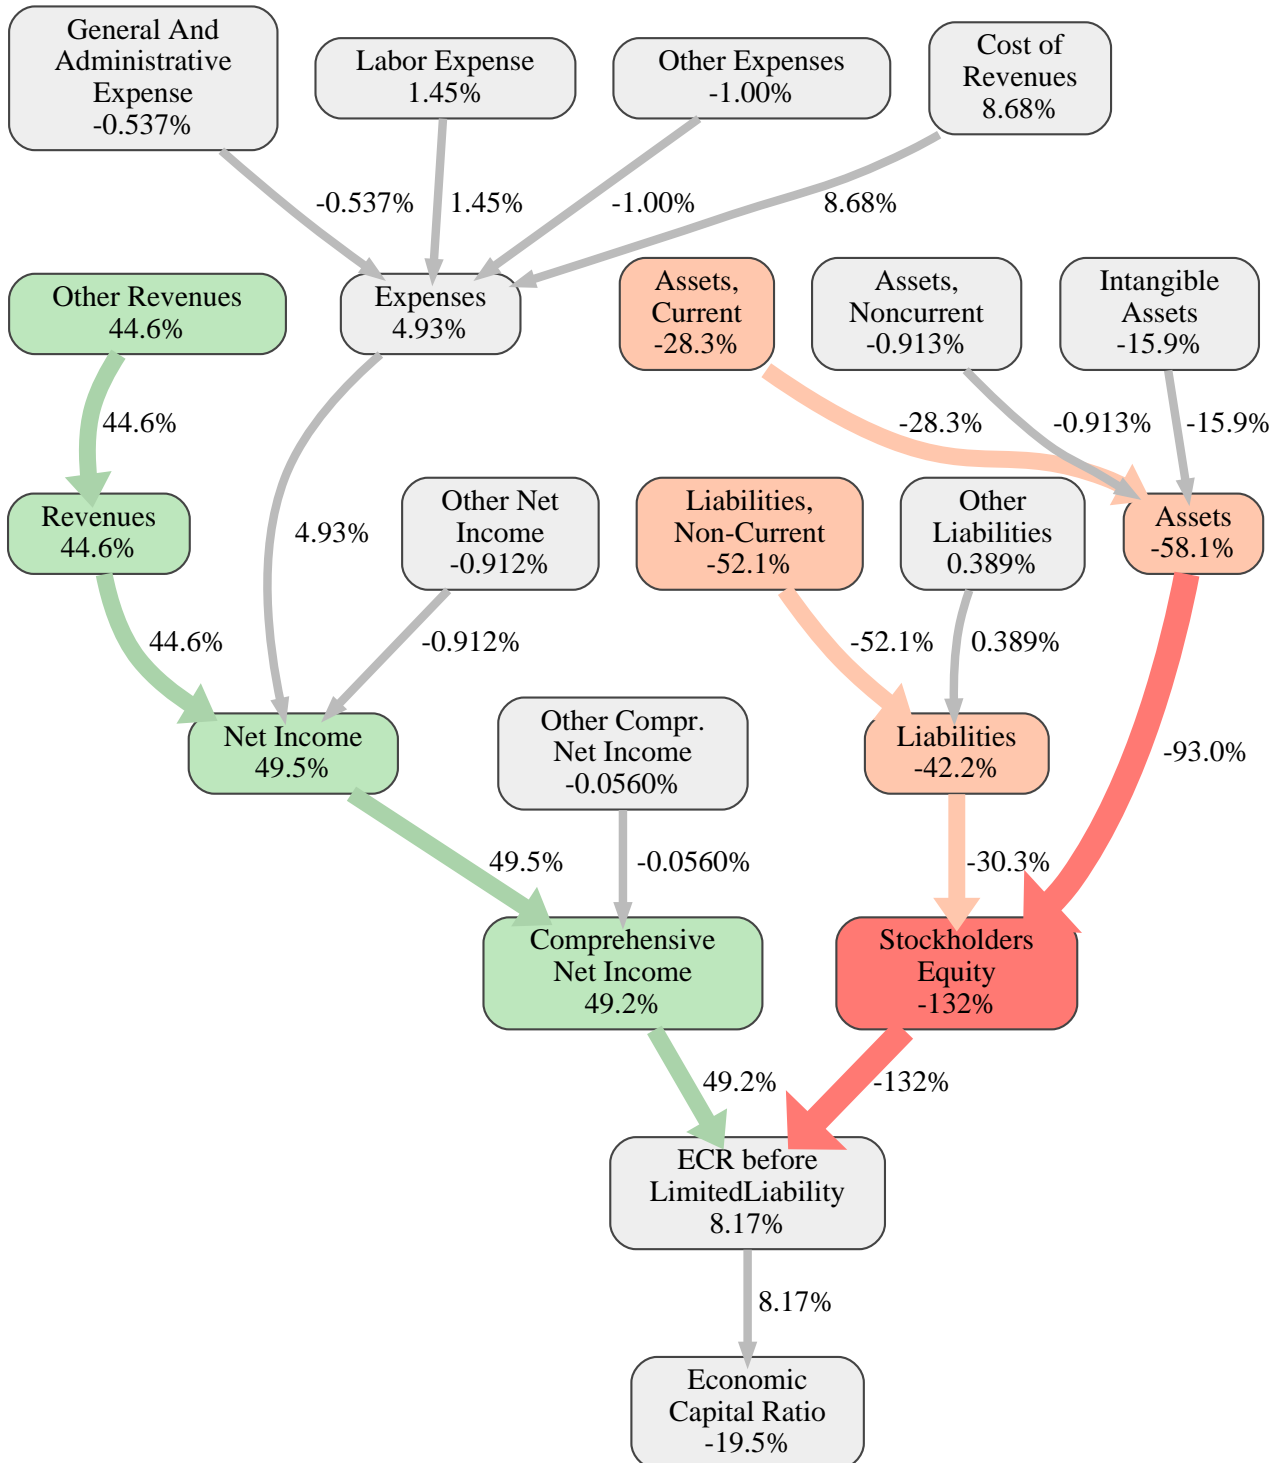 General And
Administrative
Expense
-0.537%
Labor Expense
1.45%
Other Expenses
-1.00%
Cost of
Revenues
8.68%
-0.537%
1.45%
-1.00%
8.68%
Other Revenues
44.6%
Expenses
4.93%
Assets,
Current
-28.3%
Assets,
Noncurrent
-0.913%
Intangible
Assets
-15.9%
44.6%
-28.3%
-0.913%
-15.9%
Revenues
44.6%
4.93%
Other Net
Income
-0.912%
Liabilities,
Non-Current
-52.1%
Other
Liabilities
0.389%
Assets
-58.1%
44.6%
-0.912%
-52.1%
0.389%
Net Income
49.5%
Other Compr.
Net Income
-0.0560%
Liabilities
-42.2%
-93.0%
49.5%
-0.0560%
-30.3%
Comprehensive
Net Income
49.2%
Stockholders
Equity
-132%
49.2%
-132%
ECR before
LimitedLiability
8.17%
8.17%
Economic
Capital Ratio
-19.5%